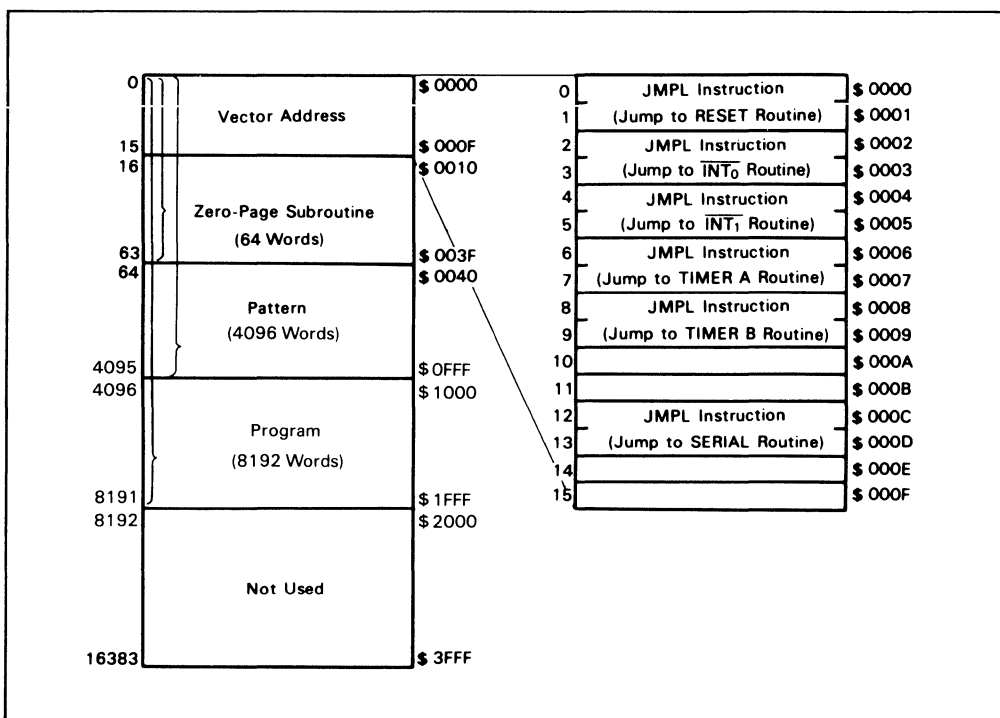 0 $ 0000
Vector Address
15 $ 000F
16 $ 0010
Zero-Page Subroutine
(64 Words)
63 $ 003F
64 $ 0040
Pattern
(4096 Words)
4095 $ 0FFF
4096 $ 1000
Program
(8192 Words)
8191 $ 1FFF
8192 $ 2000
Not Used
16383 $ 3FFF
0 JMPL Instruction $ 0000
1 (Jump to RESET Routine) $ 0001
2 JMPL Instruction $ 0002
3 (Jump to INT₀ Routine) $ 0003
4 JMPL Instruction $ 0004
5 (Jump to INT₁ Routine) $ 0005
6 JMPL Instruction $ 0006
7 (Jump to TIMER A Routine) $ 0007
8 JMPL Instruction $ 0008
9 (Jump to TIMER B Routine) $ 0009
10 $ 000A
11 $ 000B
12 JMPL Instruction $ 000C
13 (Jump to SERIAL Routine) $ 000D
14 $ 000E
15 $ 000F